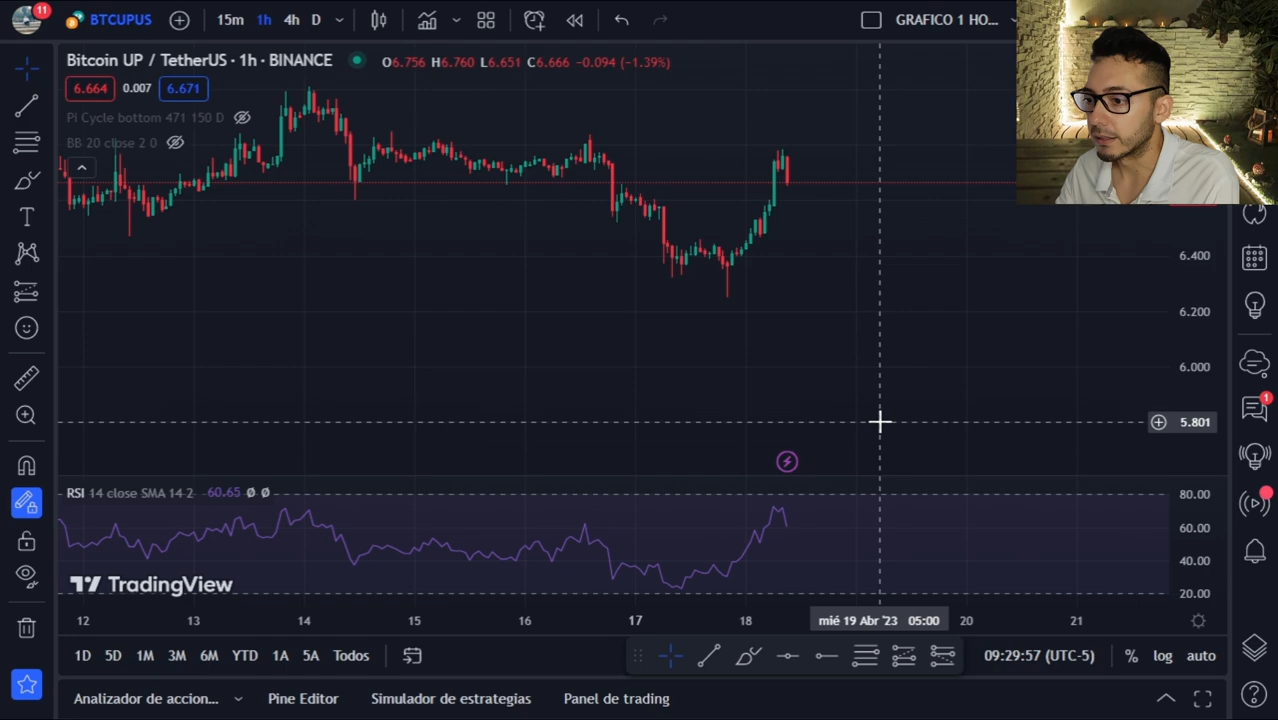 11
BTCUPUS
15m 1h 4h D
GRAFICO 1 HO...
Bitcoin UP / TetherUS · 1h · BINANCE
O6.756 H6.760 L6.651 C6.666 -0.094 (-1.39%)
6.664 0.007 6.671
Pi Cycle bottom 471 150 D
BB 20 close 2 0
6.400
6.200
6.000
5.801
1
RSI 14 close SMA 14 2 60.65 Ø Ø
80.00
60.00
40.00
20.00
TradingView
12 13 14 15 16 17 18 mié 19 Abr '23 05:00 20 21
1D 5D 1M 3M 6M YTD 1A 5A Todos
09:29:57 (UTC-5) % log auto
Analizador de accion... Pine Editor Simulador de estrategias Panel de trading